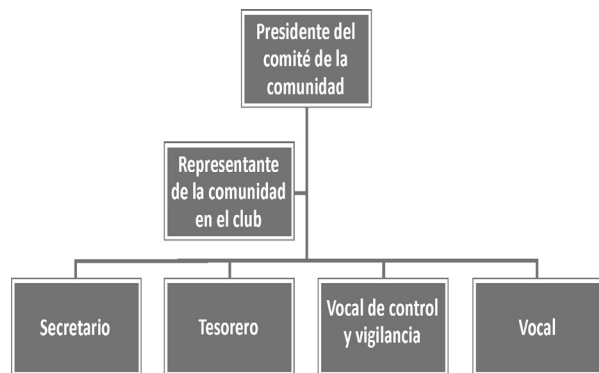 Presidente del
comité de la
comunidad
Representante
de la comunidad
en el club
Secretario
Tesorero
Vocal de control
y vigilancia
Vocal